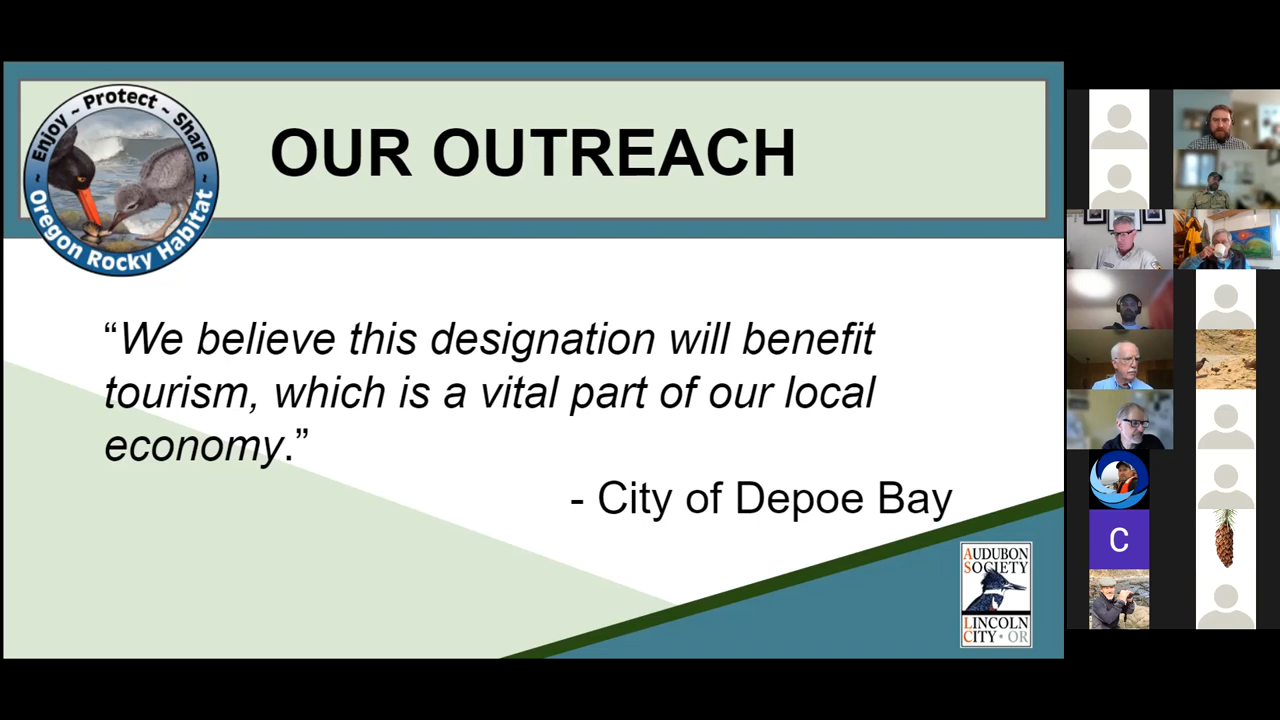 ~ Enjoy ~ Protect ~ Share ~
Oregon Rocky Habitat
OUR OUTREACH
“We believe this designation will benefit
tourism, which is a vital part of our local
economy.”
- City of Depoe Bay
AUDUBON
SOCIETY
LINCOLN
CITY • OR
C